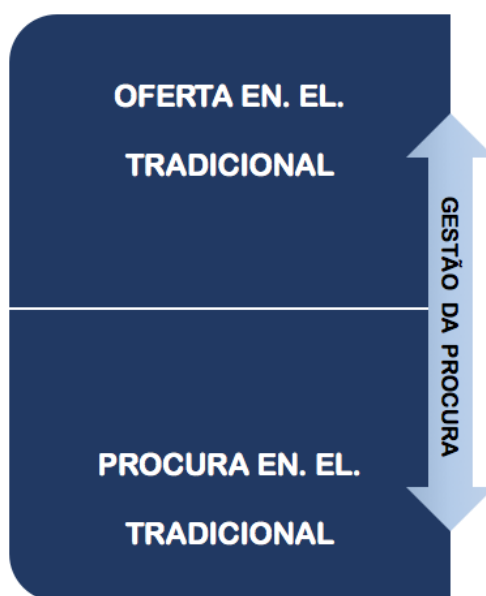 OFERTA EN. EL.
TRADICIONAL
GESTÃO DA PROCURA
PROCURA EN. EL.
TRADICIONAL